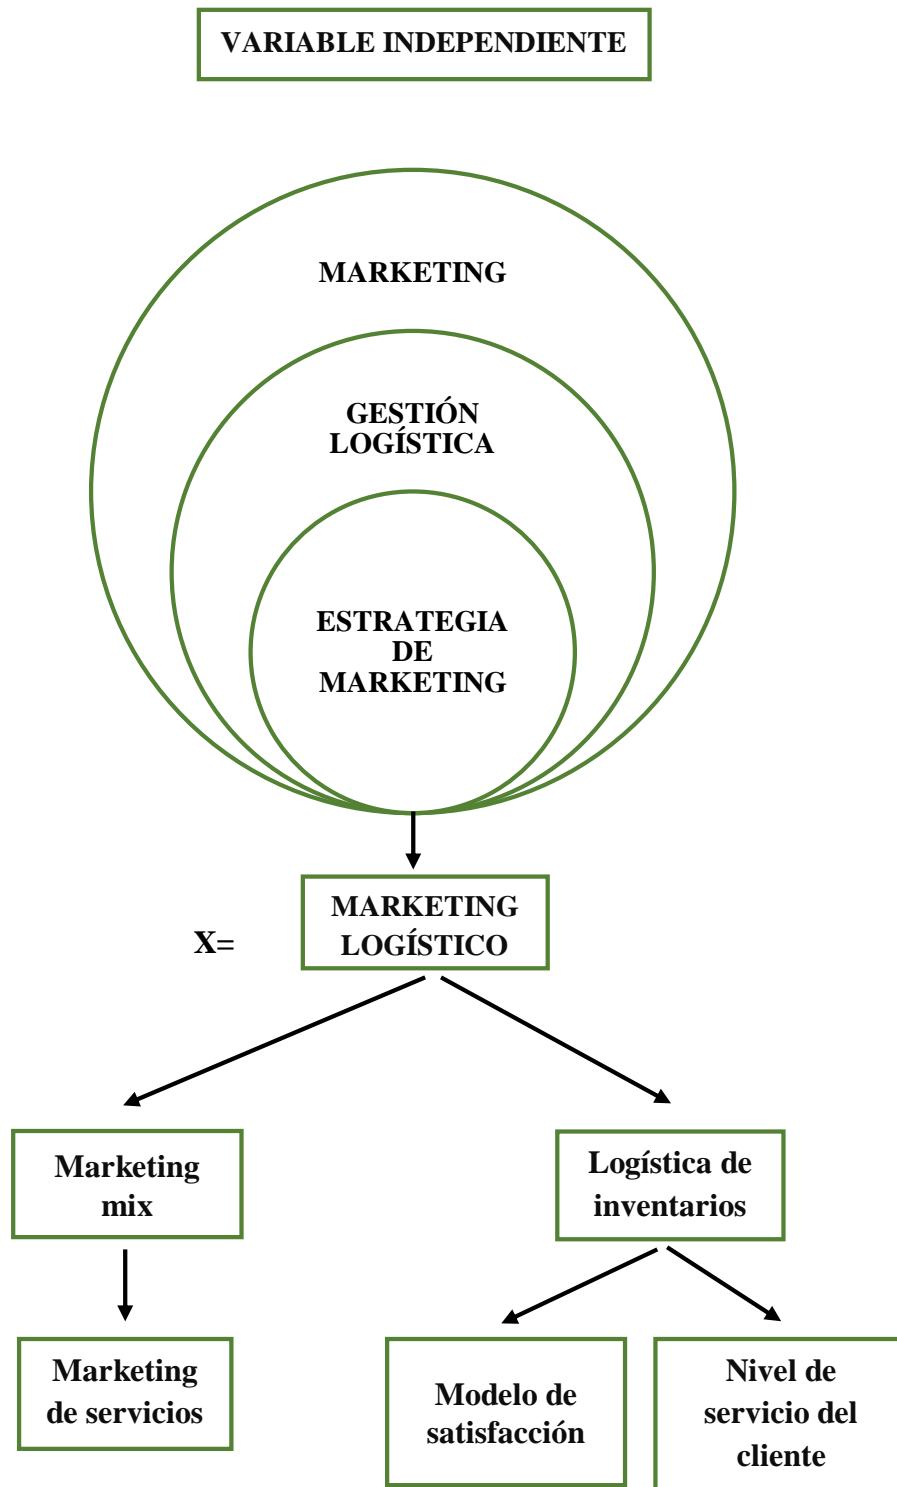 VARIABLE INDEPENDIENTE
MARKETING
GESTIÓN
LOGÍSTICA
ESTRATEGIA
DE
MARKETING
MARKETING
LOGÍSTICO
X=
Marketing
mix
Logística de
inventarios
Marketing
de servicios
Modelo de
satisfacción
Nivel de
servicio del
cliente